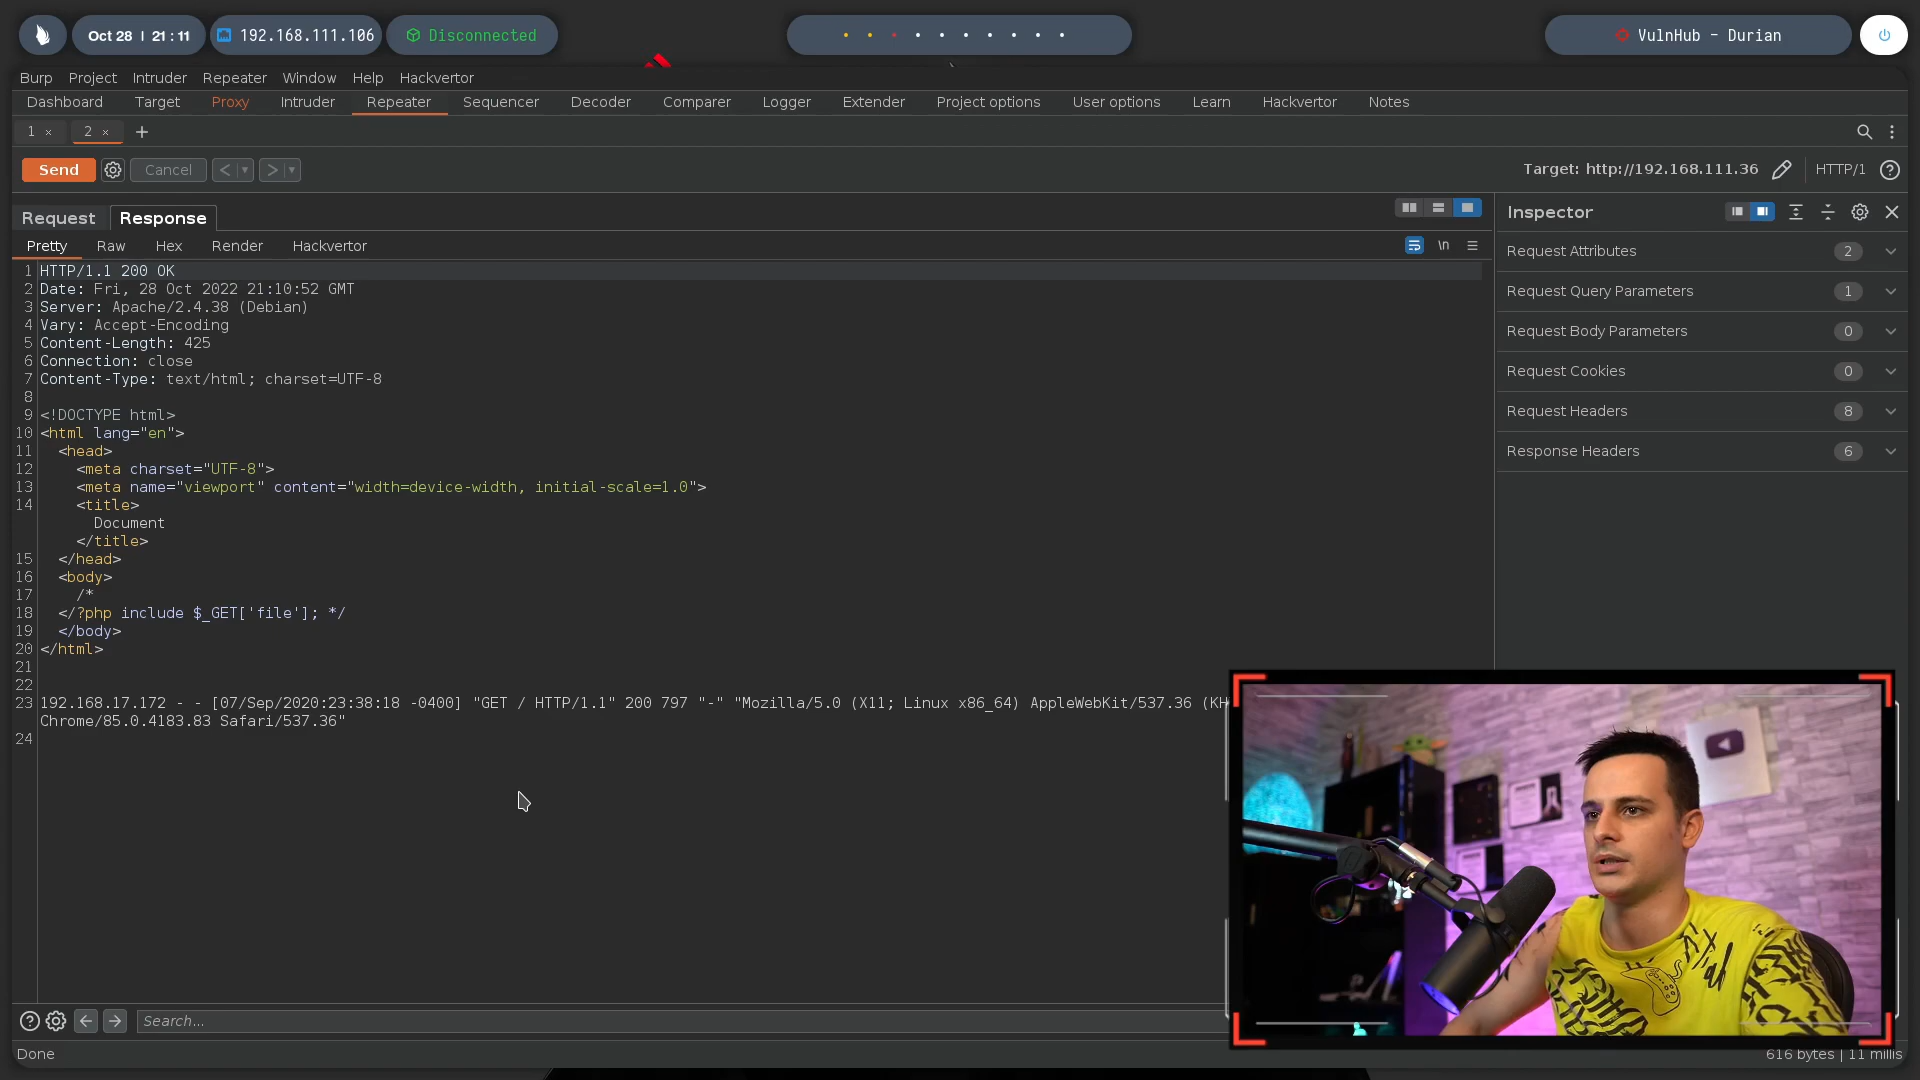 Oct 28 | 21:11
192.168.111.106
Disconnected
VulnHub - Durian
Burp Project Intruder Repeater Window Help Hackvertor
Dashboard Target Proxy Intruder Repeater Sequencer Decoder Comparer Logger Extender Project options User options Learn Hackvertor Notes
1 × 2 × +
Send Cancel < >
Target: http://192.168.111.36 HTTP/1 ?
Request Response
Pretty Raw Hex Render Hackvertor
\n
1 HTTP/1.1 200 OK
2 Date: Fri, 28 Oct 2022 21:10:52 GMT
3 Server: Apache/2.4.38 (Debian)
4 Vary: Accept-Encoding
5 Content-Length: 425
6 Connection: close
7 Content-Type: text/html; charset=UTF-8
8
9 <!DOCTYPE html>
10 <html lang="en">
11 <head>
12 <meta charset="UTF-8">
13 <meta name="viewport" content="width=device-width, initial-scale=1.0">
14 <title>
Document
</title>
15 </head>
16 <body>
17 /*
18 </?php include $_GET['file']; */
19 </body>
20 </html>
21
22
23 192.168.17.172 - - [07/Sep/2020:23:38:18 -0400] "GET / HTTP/1.1" 200 797 "-" "Mozilla/5.0 (X11; Linux x86_64) AppleWebKit/537.36 (KH
Chrome/85.0.4183.83 Safari/537.36"
24
Inspector
Request Attributes 2
Request Query Parameters 1
Request Body Parameters 0
Request Cookies 0
Request Headers 8
Response Headers 6
? Search...
Done
616 bytes | 11 millis